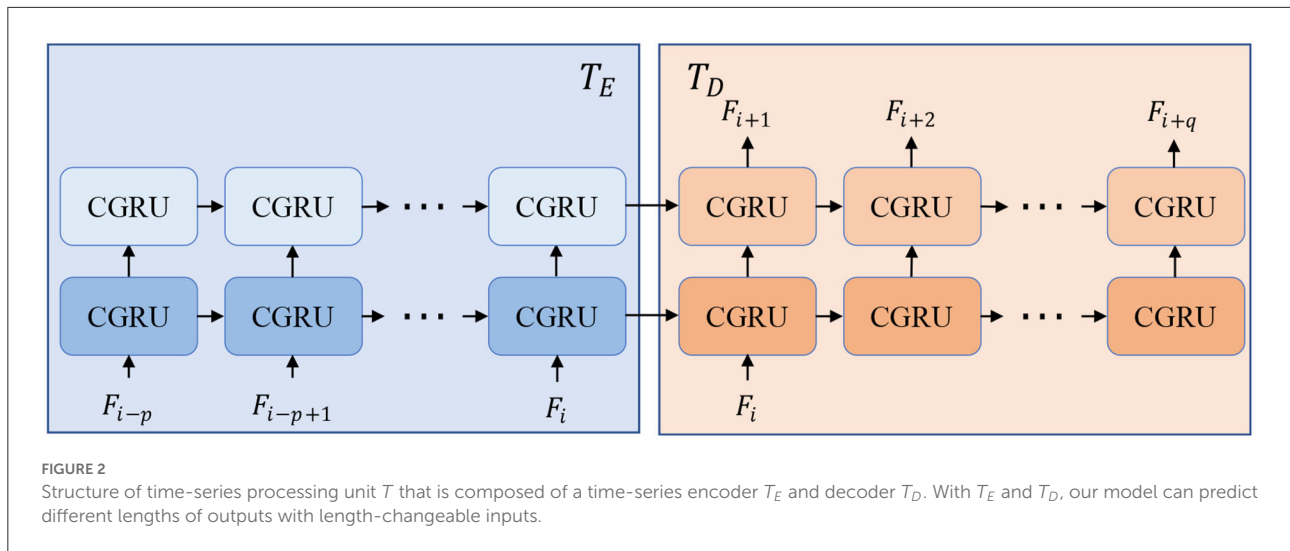 T_E T_D
F_{i+1} F_{i+2} F_{i+q}
CGRU CGRU ··· CGRU CGRU CGRU ··· CGRU
CGRU CGRU ··· CGRU CGRU CGRU ··· CGRU
F_{i-p} F_{i-p+1} F_i F_i
FIGURE 2
Structure of time-series processing unit T that is composed of a time-series encoder T_E and decoder T_D. With T_E and T_D, our model can predict
different lengths of outputs with length-changeable inputs.